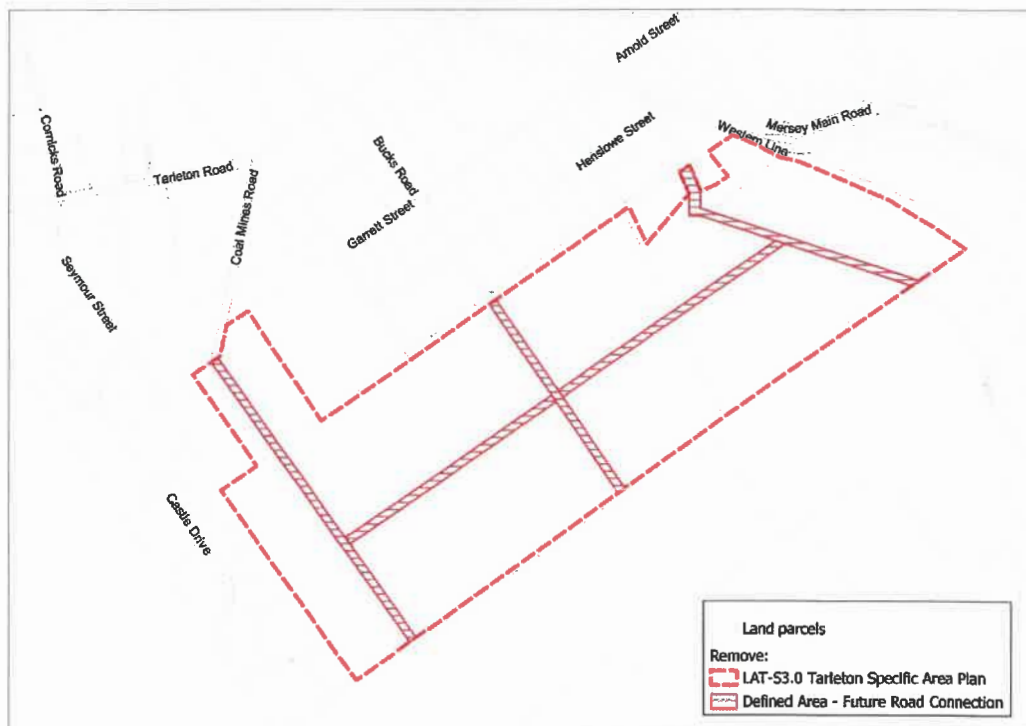 Arnold Street
Mersey Main Road
Western Line
Henslowe Street
Cornicks Road
Tarleton Road
Bucks Road
Coal Mines Road
Garrett Street
Seymour Street
Castle Drive
Land parcels
Remove:
LAT-S3.0 Tarleton Specific Area Plan
Defined Area - Future Road Connection